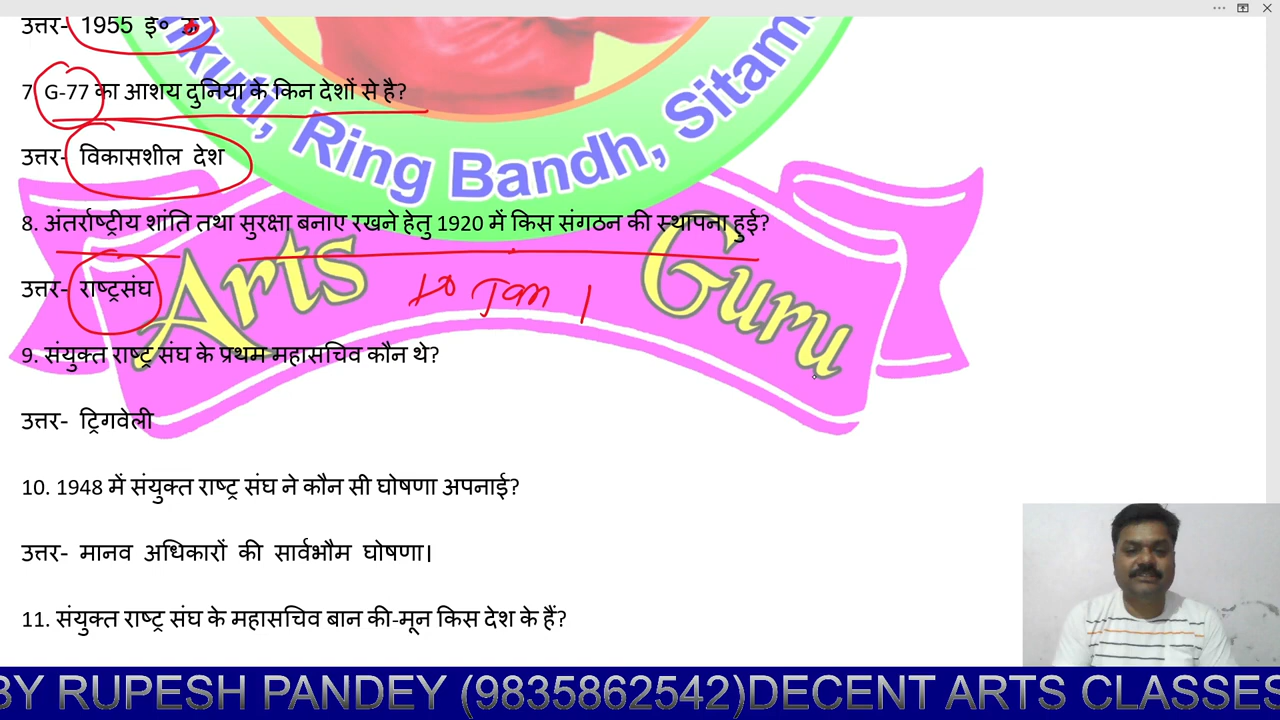 उत्तर- 1955 ई० के
7 G-77 का आशय दुनिया के किन देशों से है?
उत्तर- विकासशील देश
8. अंतर्राष्ट्रीय शांति तथा सुरक्षा बनाए रखने हेतु 1920 में किस संगठन की स्थापना हुई?
उत्तर- राष्ट्रसंघ
10 Jan
9. संयुक्त राष्ट्र संघ के प्रथम महासचिव कौन थे?
उत्तर- ट्रिगवेली
10. 1948 में संयुक्त राष्ट्र संघ ने कौन सी घोषणा अपनाई?
उत्तर- मानव अधिकारों की सार्वभौम घोषणा।
11. संयुक्त राष्ट्र संघ के महासचिव बान की-मून किस देश के हैं?
Ring Bandh,
Arts Guru
BY RUPESH PANDEY (9835862542)DECENT ARTS CLASSES